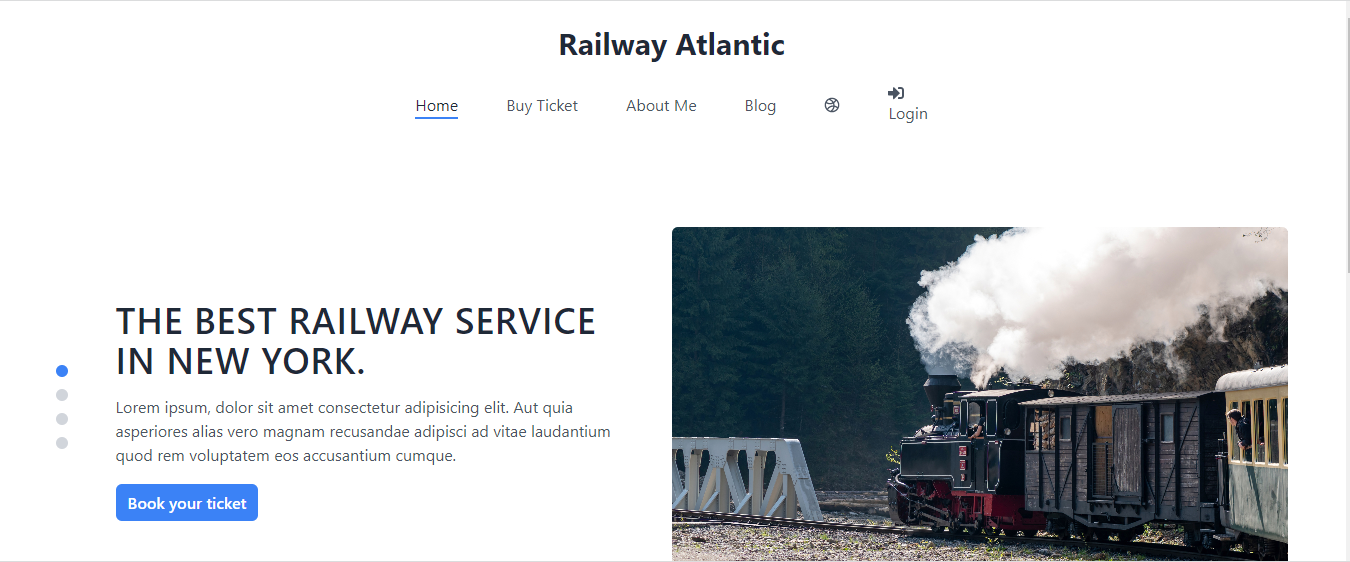 Railway Atlantic
Home Buy Ticket About Me Blog Login
THE BEST RAILWAY SERVICE
IN NEW YORK.
Lorem ipsum, dolor sit amet consectetur adipisicing elit. Aut quia
asperiores alias vero magnam recusandae adipisci ad vitae laudantium
quod rem voluptatem eos accusantium cumque.
Book your ticket